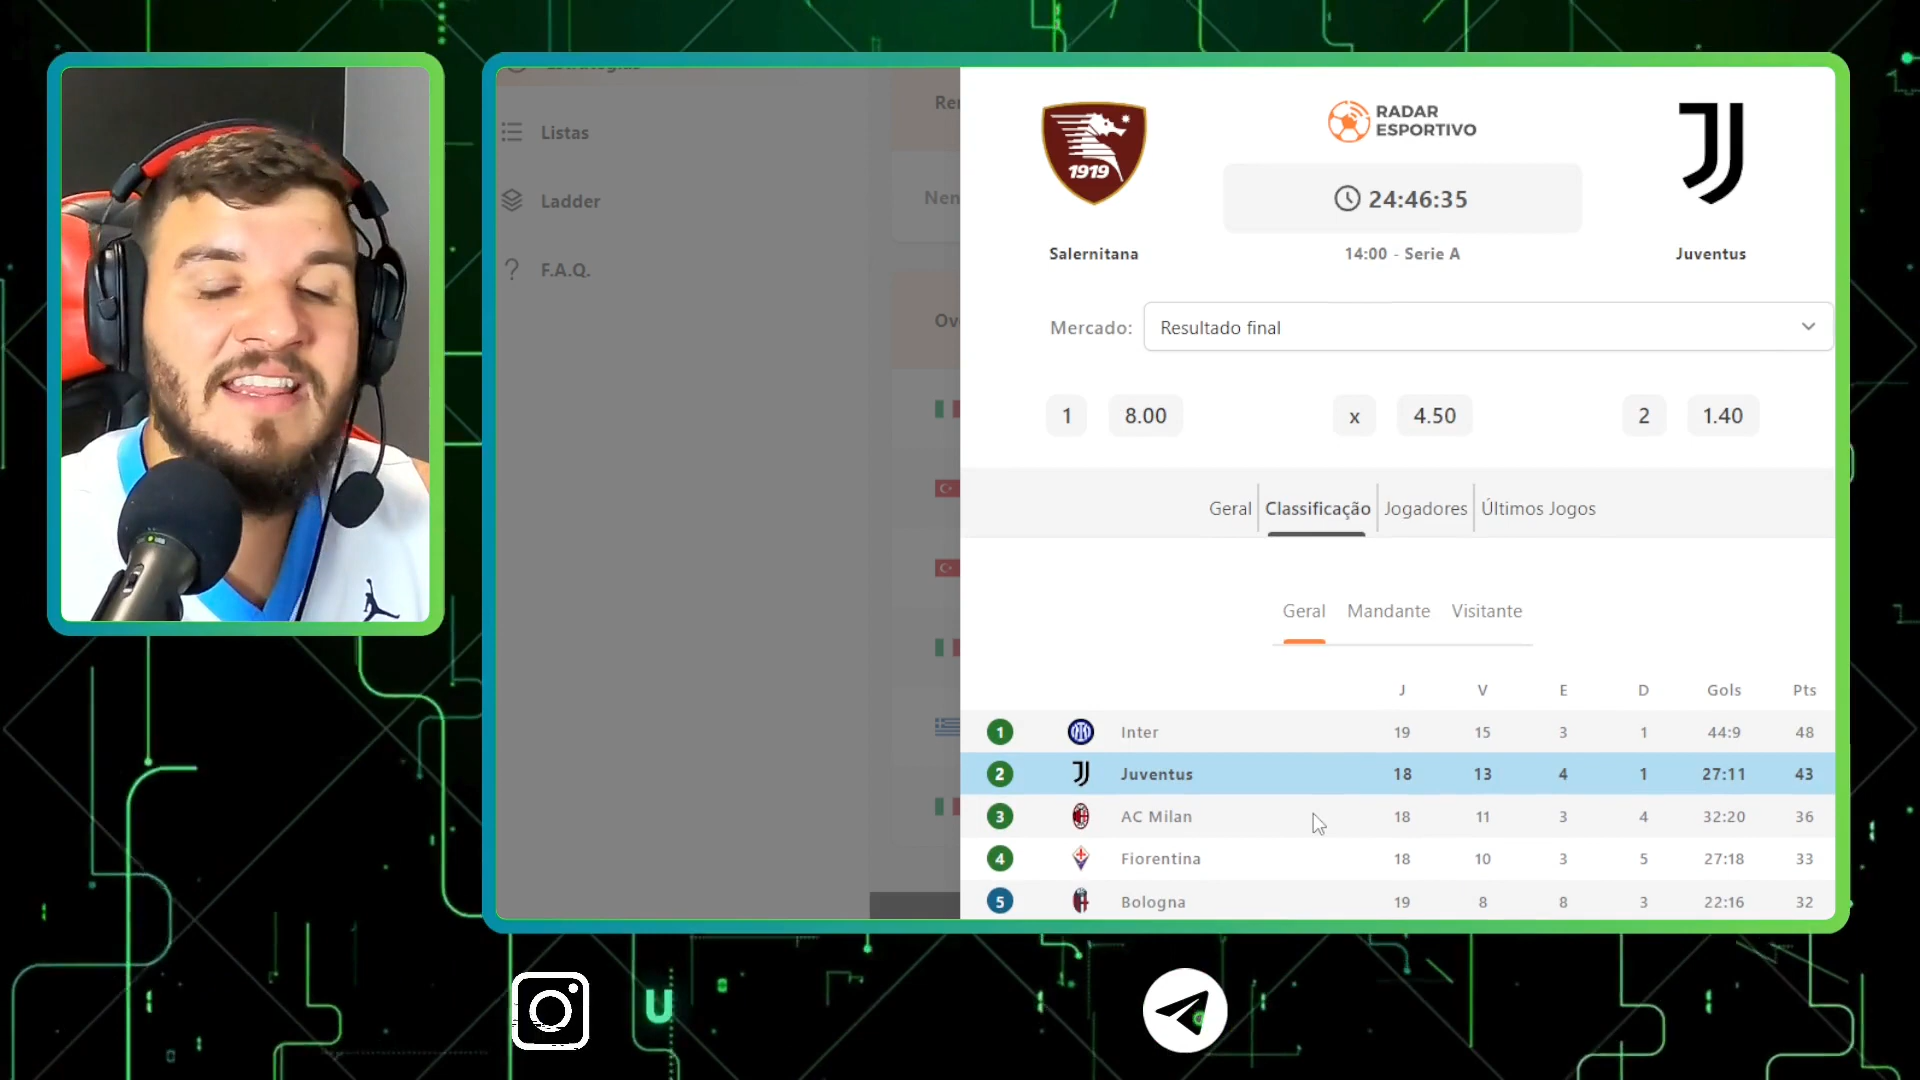 Estratégias
Listas
Ladder
F.A.Q.
Nen
1919
RADAR
ESPORTIVO
24:46:35
Salernitana
14:00 - Serie A
Juventus
Mercado: Resultado final
1 8.00 x 4.50 2 1.40
Geral Classificação Jogadores Últimos Jogos
Geral Mandante Visitante
J V E D Gols Pts
1 Inter 19 15 3 1 44:9 48
2 Juventus 18 13 4 1 27:11 43
3 AC Milan 18 11 3 4 32:20 36
4 Fiorentina 18 10 3 5 27:18 33
5 Bologna 19 8 8 3 22:16 32
U